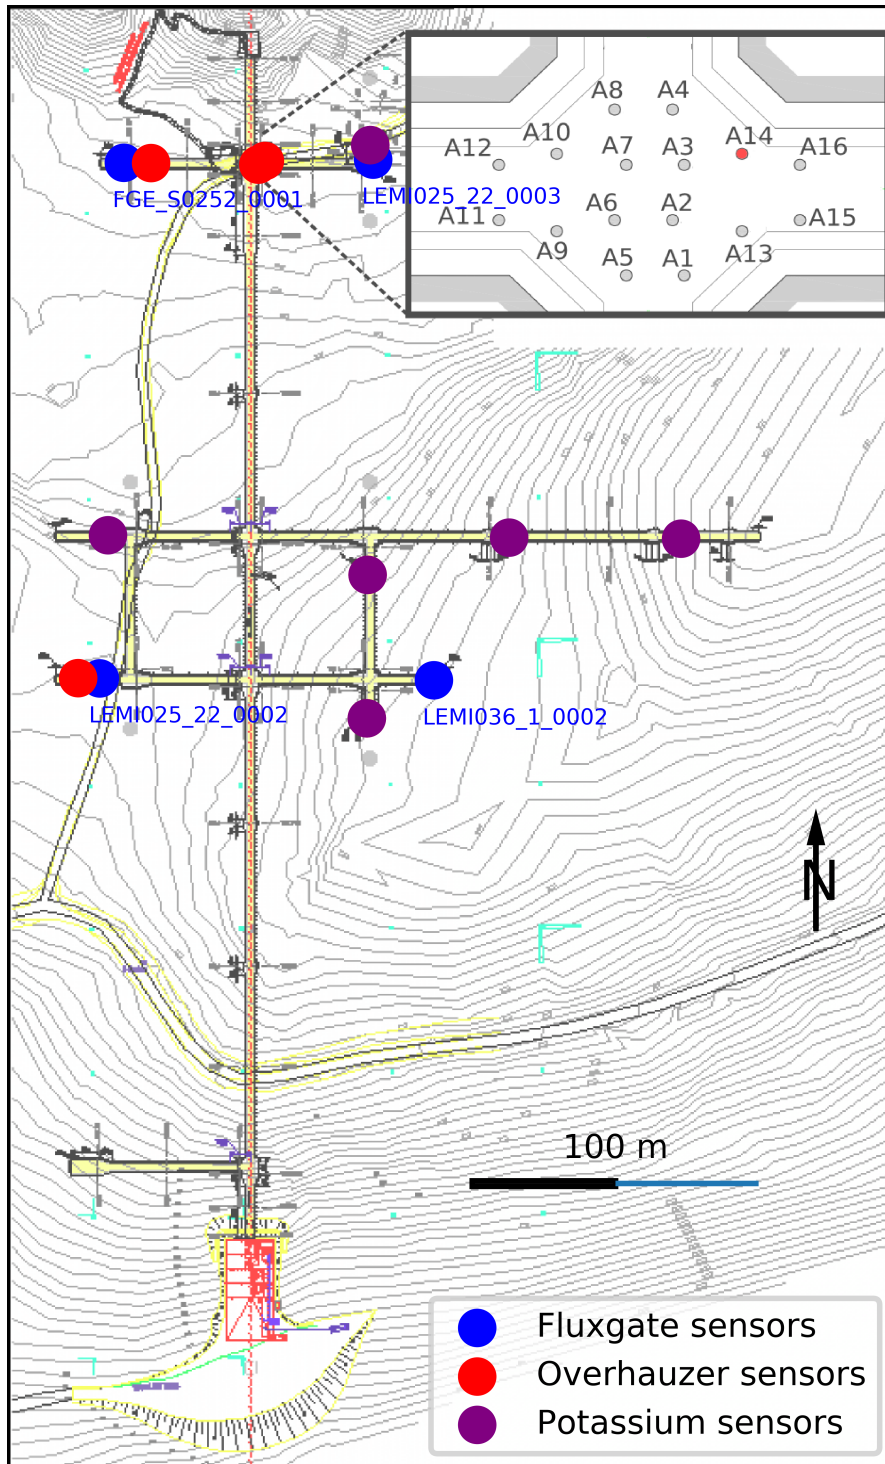 A8
A4
A12
A10
A7
A3
A14
A16
A11
A6
A2
A15
A9
A5
A1
A13
FGE_S0252_0001
LEMI025_22_0003
LEMI025_22_0002
LEMI036_1_0002
N
100 m
Fluxgate sensors
Overhauzer sensors
Potassium sensors